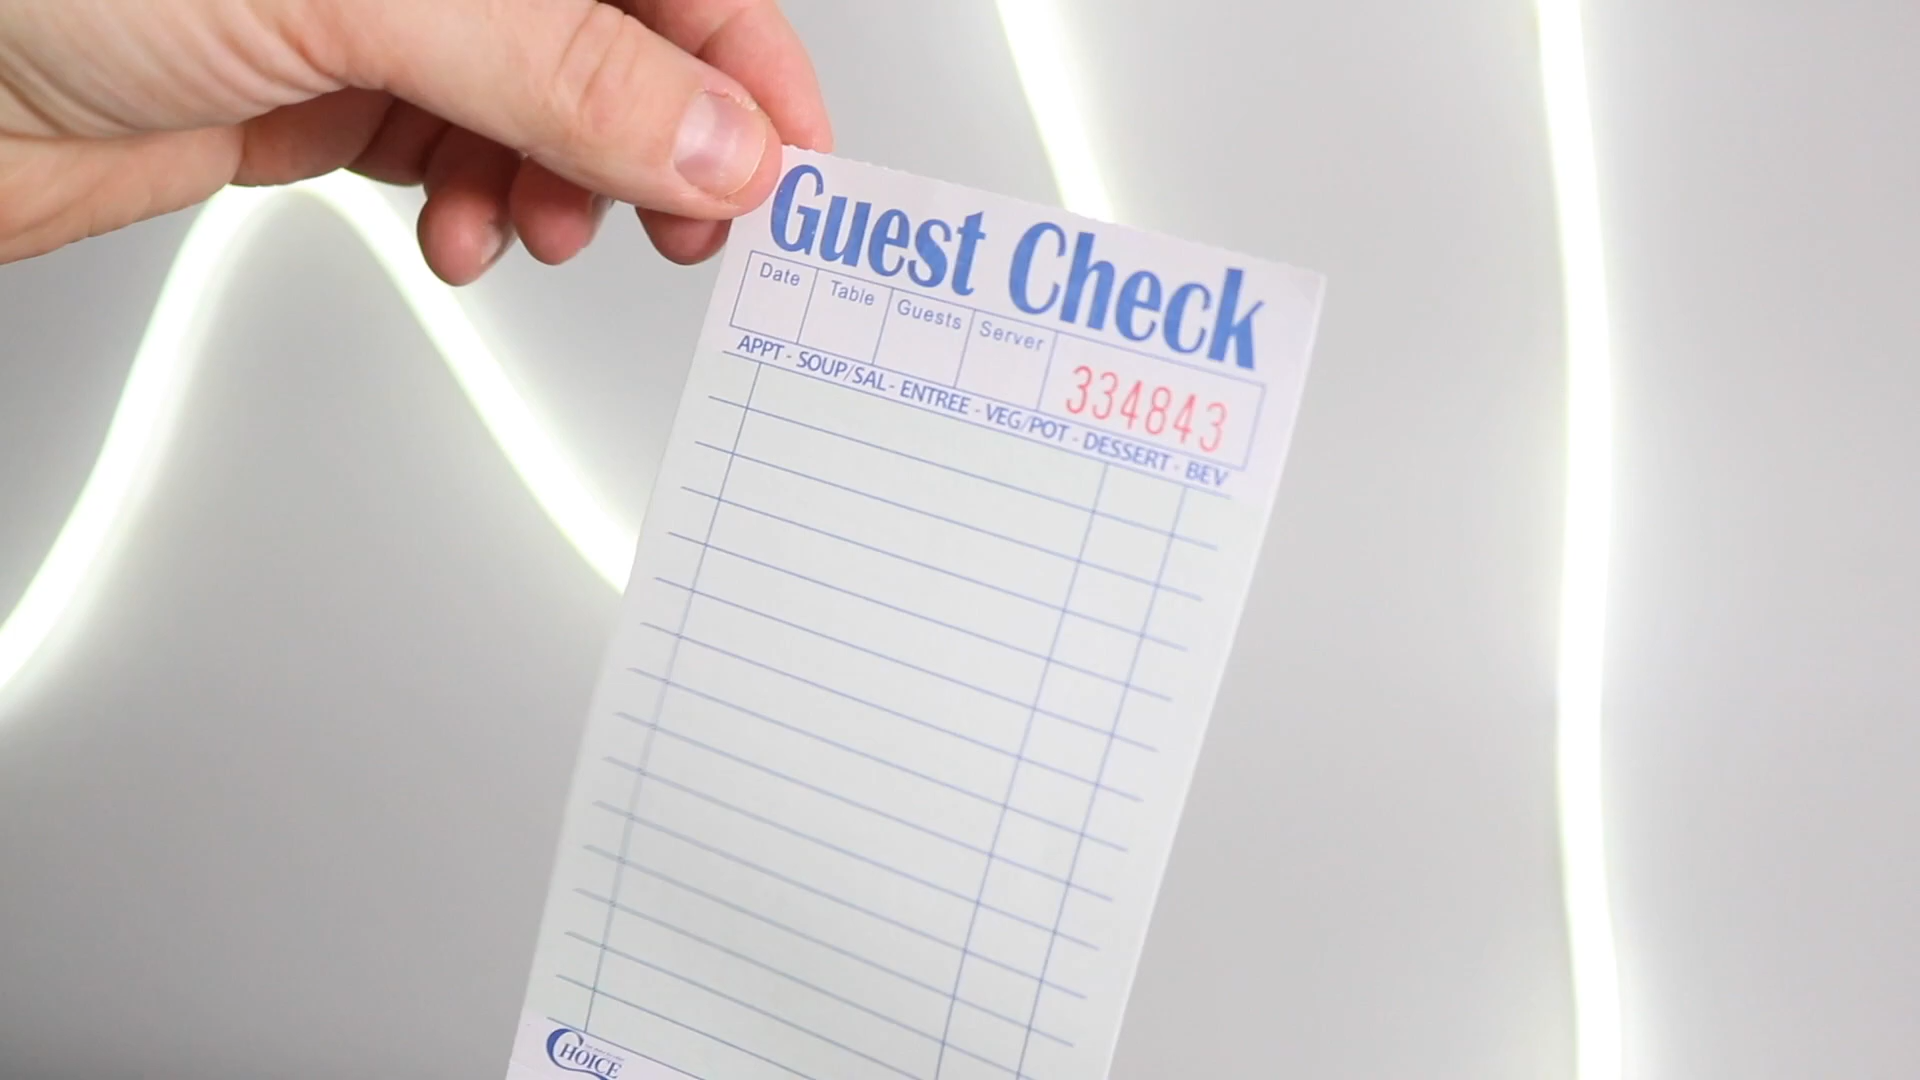 Guest Check
Date Table Guests Server
334843
APPT - SOUP/SAL - ENTREE - VEG/POT - DESSERT - BEV
CHOICE